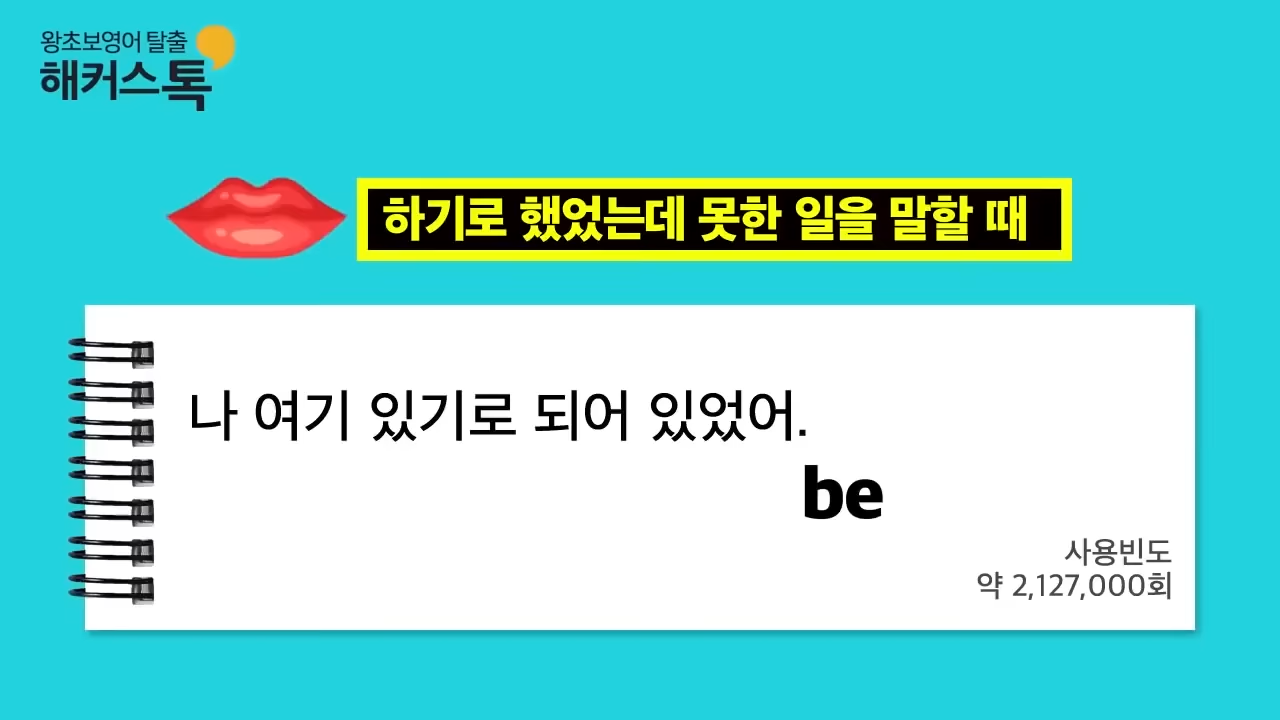 왕초보영어 탈출
해커스톡
하기로 했었는데 못한 일을 말할 때
나 여기 있기로 되어 있었어.
be
사용빈도
약 2,127,000회